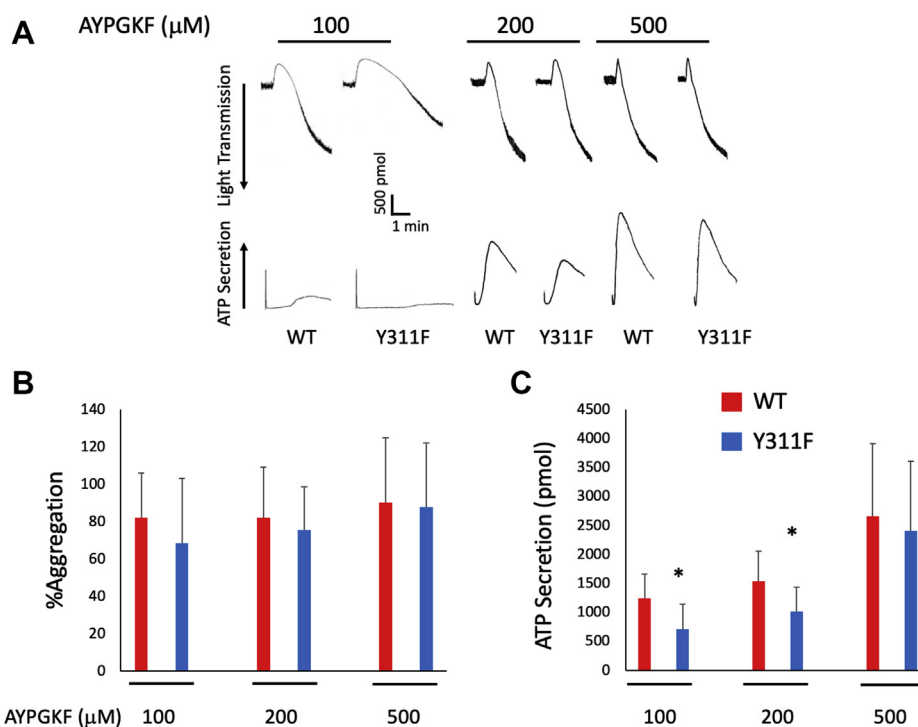 A
AYPGKF (μM) 100 200 500
Light Transmission
500 pmol
1 min
ATP Secretion
WT Y311F WT Y311F WT Y311F
B
%Aggregation
140
120
100
80
60
40
20
0
AYPGKF (μM) 100 200 500
C
ATP Secretion (pmol)
4500
4000
3500
3000
2500
2000
1500
1000
500
0
WT
Y311F
* *
100 200 500